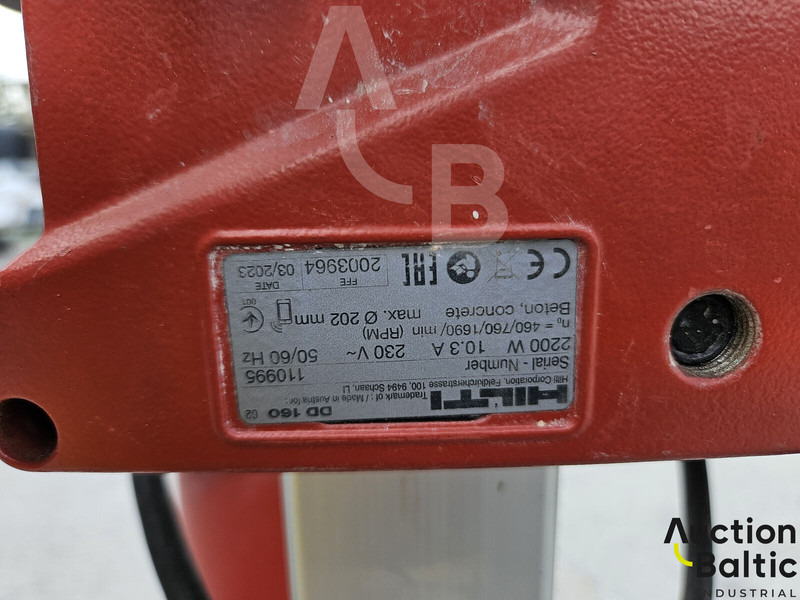 HILTI DD 160 02
Trademark of : / Made in Austria for :
Hilti Corporation, Feldkircherstrasse 100, 9494 Schaan, LI
Serial - Number 110995
2200 W 10.3 A 230 V~ 50/60 Hz
n₀ = 460/760/1690/min (RPM)
Beton, concrete max. Ø 202 mm OUT
CE EAC FFE DATE
2003964 03/2023
A
B
Auction
Baltic
INDUSTRIAL